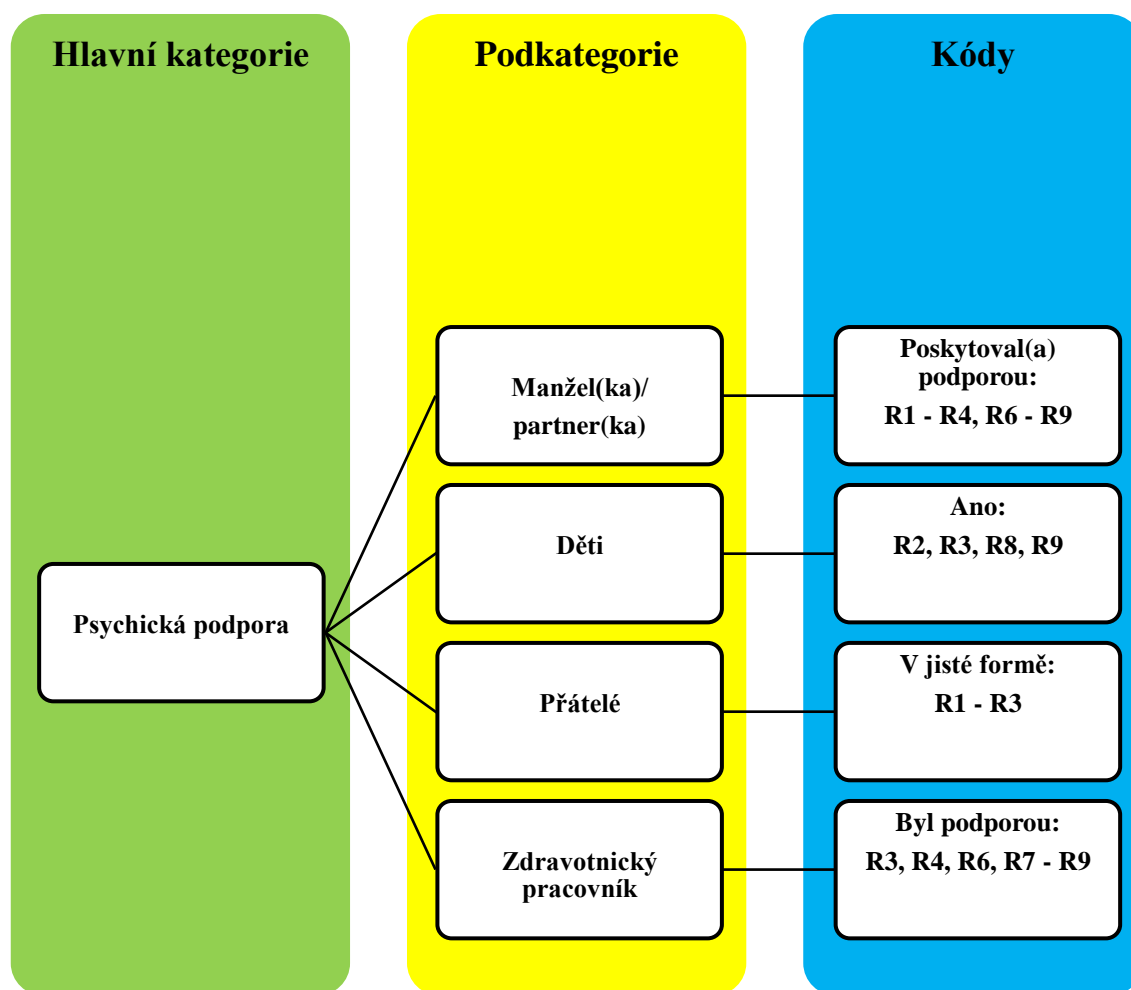 Hlavní kategorie
Podkategorie
Kódy
Psychická podpora
Manžel(ka)/
partner(ka)
Poskytoval(a)
podporou:
R1 - R4, R6 - R9
Děti
Ano:
R2, R3, R8, R9
Přátelé
V jisté formě:
R1 - R3
Zdravotnický
pracovník
Byl podporou:
R3, R4, R6, R7 - R9